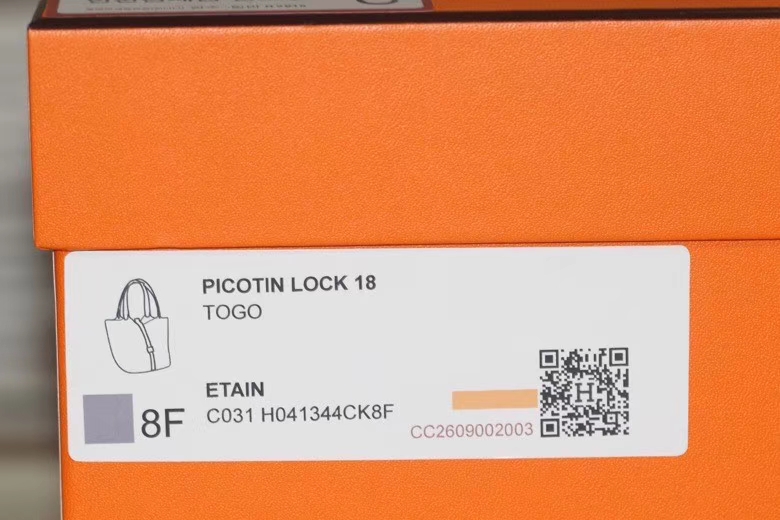 PICOTIN LOCK 18
TOGO
ETAIN
8F
C031 H041344CK8F
CC2609002003
H